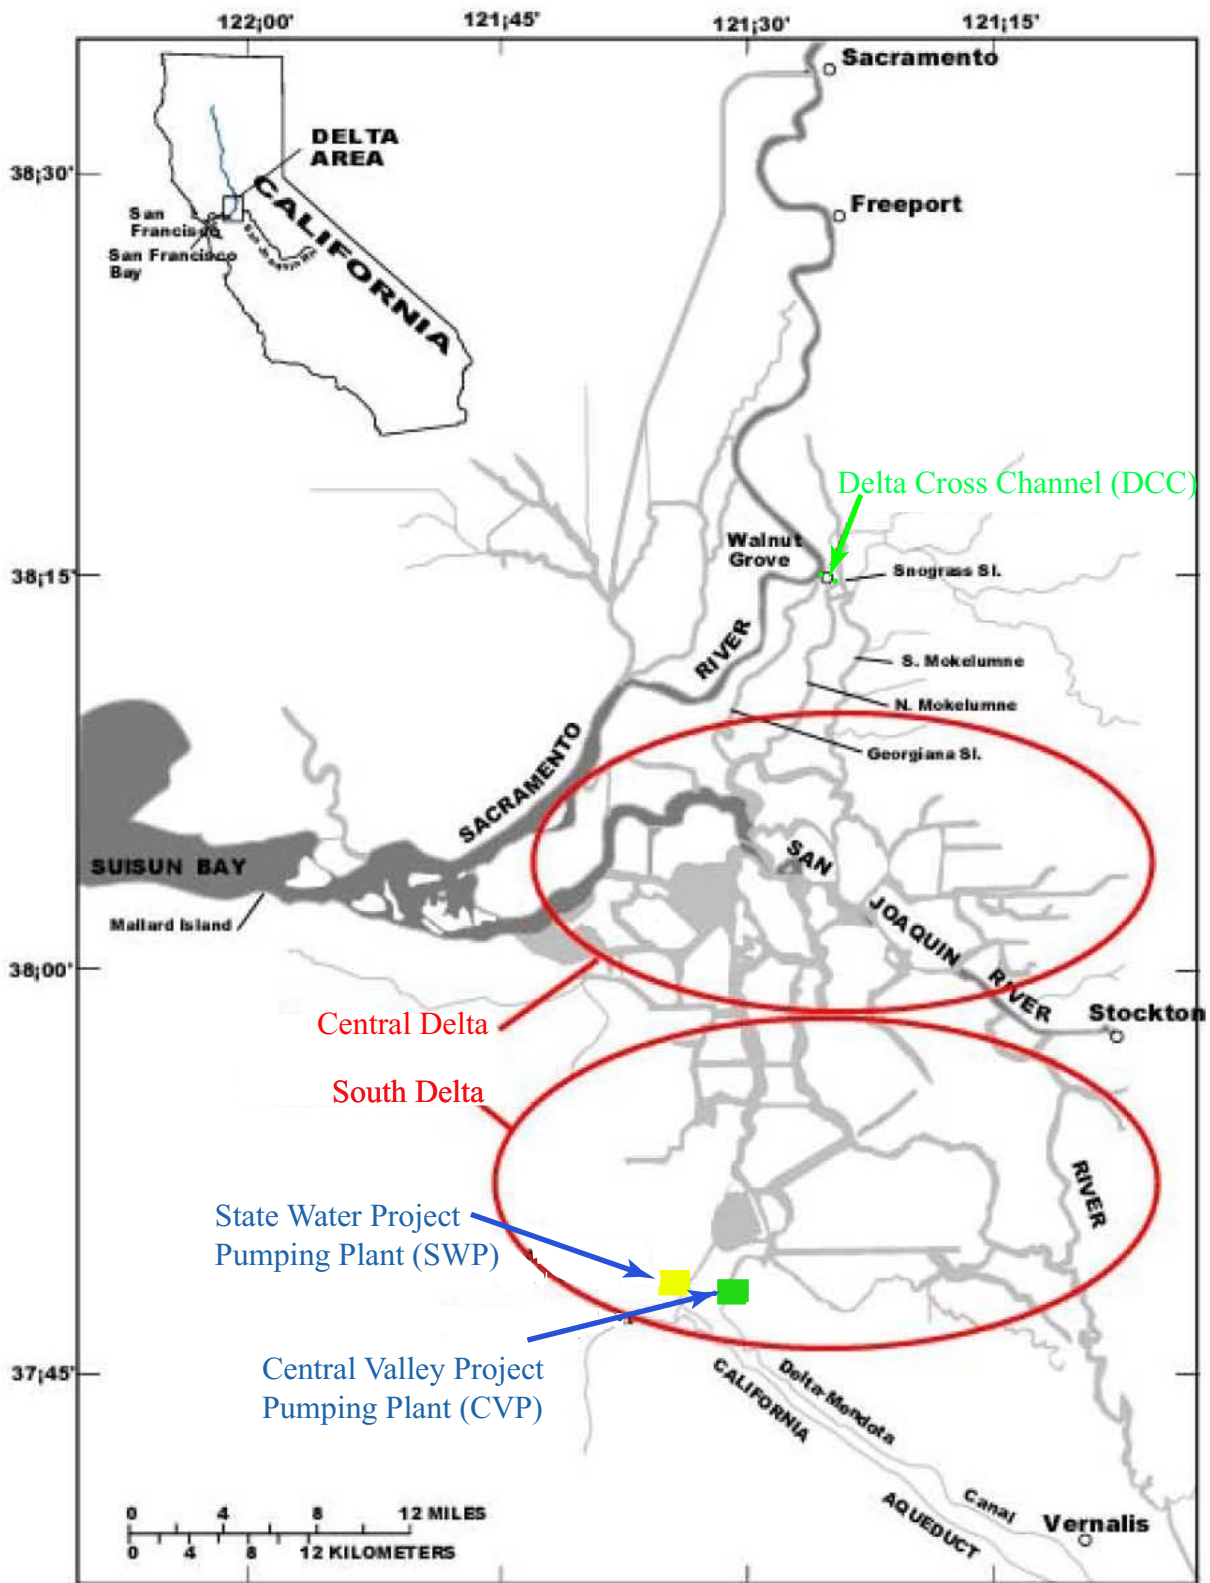 122¡00'
121¡45'
121¡30'
121¡15'
Sacramento
DELTA
AREA
38¡30'
CALIFORNIA
Freeport
San
Francisco
San Francisco
Bay
Delta Cross Channel (DCC)
Walnut
Grove
38¡15'
Snograss Sl.
RIVER
S. Mokelumne
N. Mokelumne
Georgiana Sl.
SACRAMENTO
SUISUN BAY
SAN
JOAQUIN
RIVER
Mallard Island
38¡00'
Stockton
Central Delta
South Delta
RIVER
State Water Project
Pumping Plant (SWP)
Central Valley Project
Pumping Plant (CVP)
37¡45'
Delta-Mendota
Canal
CALIFORNIA
AQUEDUCT
Vernalis
0 4 8 12 MILES
0 4 8 12 KILOMETERS